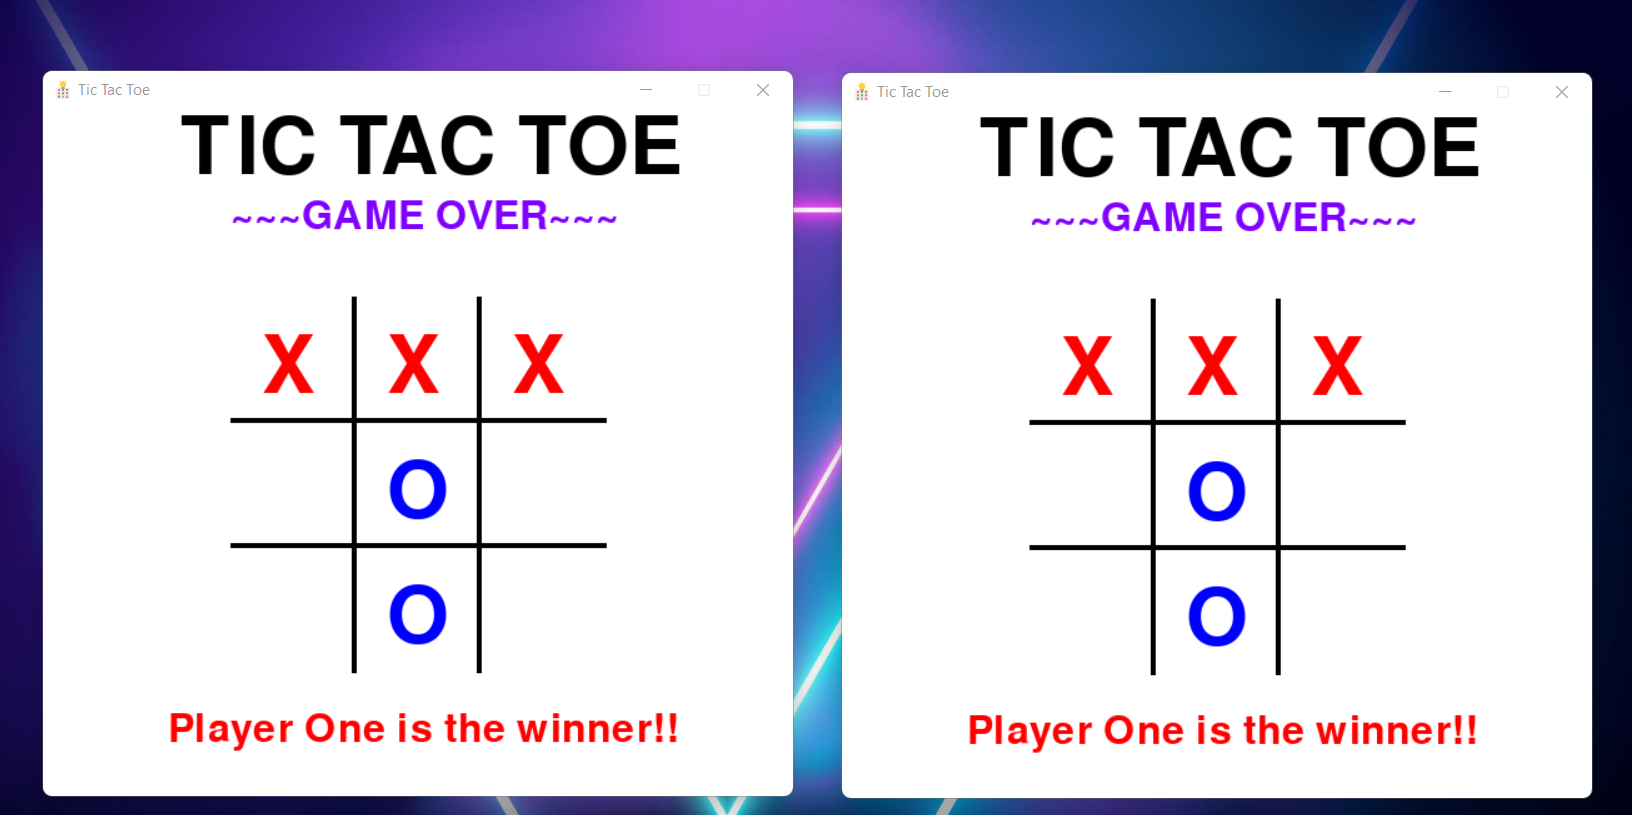 Tic Tac Toe
TIC TAC TOE
~~~GAME OVER~~~
X X X
O
O
Player One is the winner!!
Tic Tac Toe
TIC TAC TOE
~~~GAME OVER~~~
X X X
O
O
Player One is the winner!!